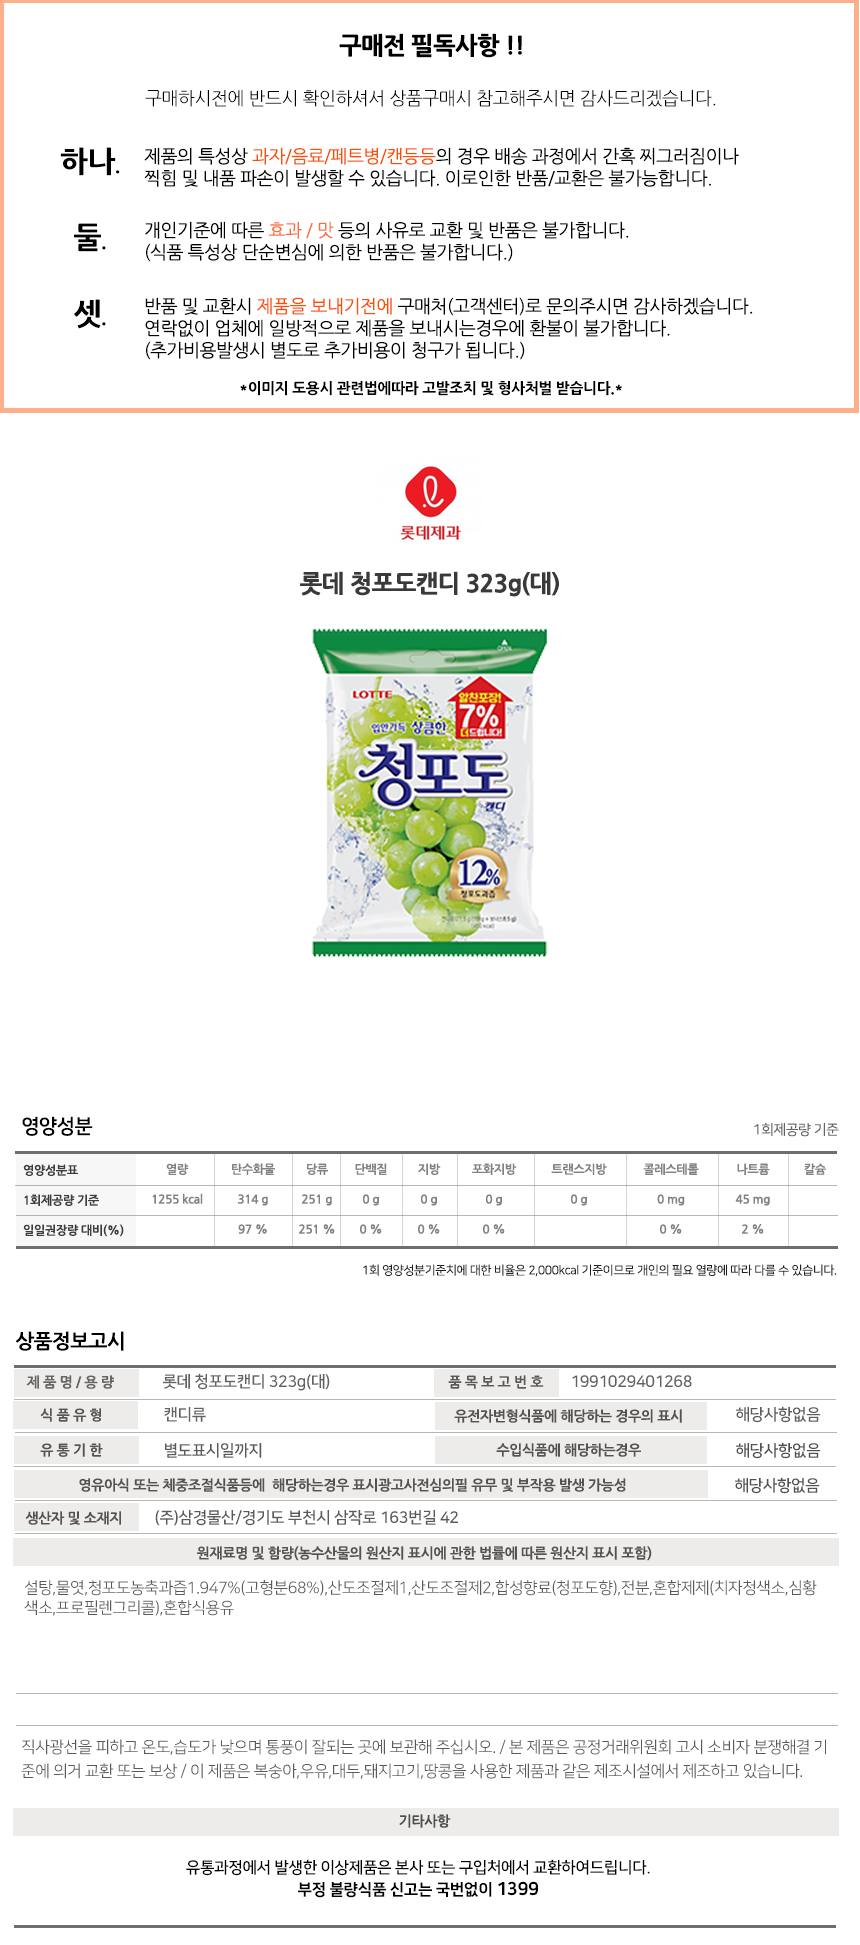 구매전 필독사항 !!
구매하시전에 반드시 확인하셔서 상품구매시 참고해주시면 감사드리겠습니다.
하나. 제품의 특성상 과자/음료/페트병/캔등등의 경우 배송 과정에서 간혹 찌그러짐이나
찍힘 및 내품 파손이 발생할 수 있습니다. 이로인한 반품/교환은 불가능합니다.
둘. 개인기준에 따른 효과 / 맛 등의 사유로 교환 및 반품은 불가합니다.
(식품 특성상 단순변심에 의한 반품은 불가합니다.)
셋. 반품 및 교환시 제품을 보내기전에 구매처(고객센터)로 문의주시면 감사하겠습니다.
연락없이 업체에 일방적으로 제품을 보내시는경우에 환불이 불가합니다.
(추가비용발생시 별도로 추가비용이 청구가 됩니다.)
*이미지 도용시 관련법에따라 고발조치 및 형사처벌 받습니다.*
롯데제과
롯데 청포도캔디 323g(대)
OPEN
LOTTE
알찬포장!
7%
더드립니다!
입안가득 상큼한
청포도
캔디
12%
청포도과즙
영양성분
1회제공량 기준
영양성분표 열량 탄수화물 당류 단백질 지방 포화지방 트랜스지방 콜레스테롤 나트륨 칼슘
1회제공량 기준 1255 kcal 314 g 251 g 0 g 0 g 0 g 0 g 0 mg 45 mg
일일권장량 대비(%) 97 % 251 % 0 % 0 % 0 % 0 % 2 %
1회 영양성분기준치에 대한 비율은 2,000kcal 기준이므로 개인의 필요 열량에 따라 다를 수 있습니다.
상품정보고시
제 품 명 / 용 량 롯데 청포도캔디 323g(대) 품 목 보 고 번 호 1991029401268
식 품 유 형 캔디류 유전자변형식품에 해당하는 경우의 표시 해당사항없음
유 통 기 한 별도표시일까지 수입식품에 해당하는경우 해당사항없음
영유아식 또는 체중조절식품등에 해당하는경우 표시광고사전심의필 유무 및 부작용 발생 가능성 해당사항없음
생산자 및 소재지 (주)삼경물산/경기도 부천시 삼작로 163번길 42
원재료명 및 함량(농수산물의 원산지 표시에 관한 법률에 따른 원산지 표시 포함)
설탕,물엿,청포도농축과즙1.947%(고형분68%),산도조절제1,산도조절제2,합성향료(청포도향),전분,혼합제제(치자청색소,심황
색소,프로필렌그리콜),혼합식용유
직사광선을 피하고 온도,습도가 낮으며 통풍이 잘되는 곳에 보관해 주십시오. / 본 제품은 공정거래위원회 고시 소비자 분쟁해결 기
준에 의거 교환 또는 보상 / 이 제품은 복숭아,우유,대두,돼지고기,땅콩을 사용한 제품과 같은 제조시설에서 제조하고 있습니다.
기타사항
유통과정에서 발생한 이상제품은 본사 또는 구입처에서 교환하여드립니다.
부정 불량식품 신고는 국번없이 1399